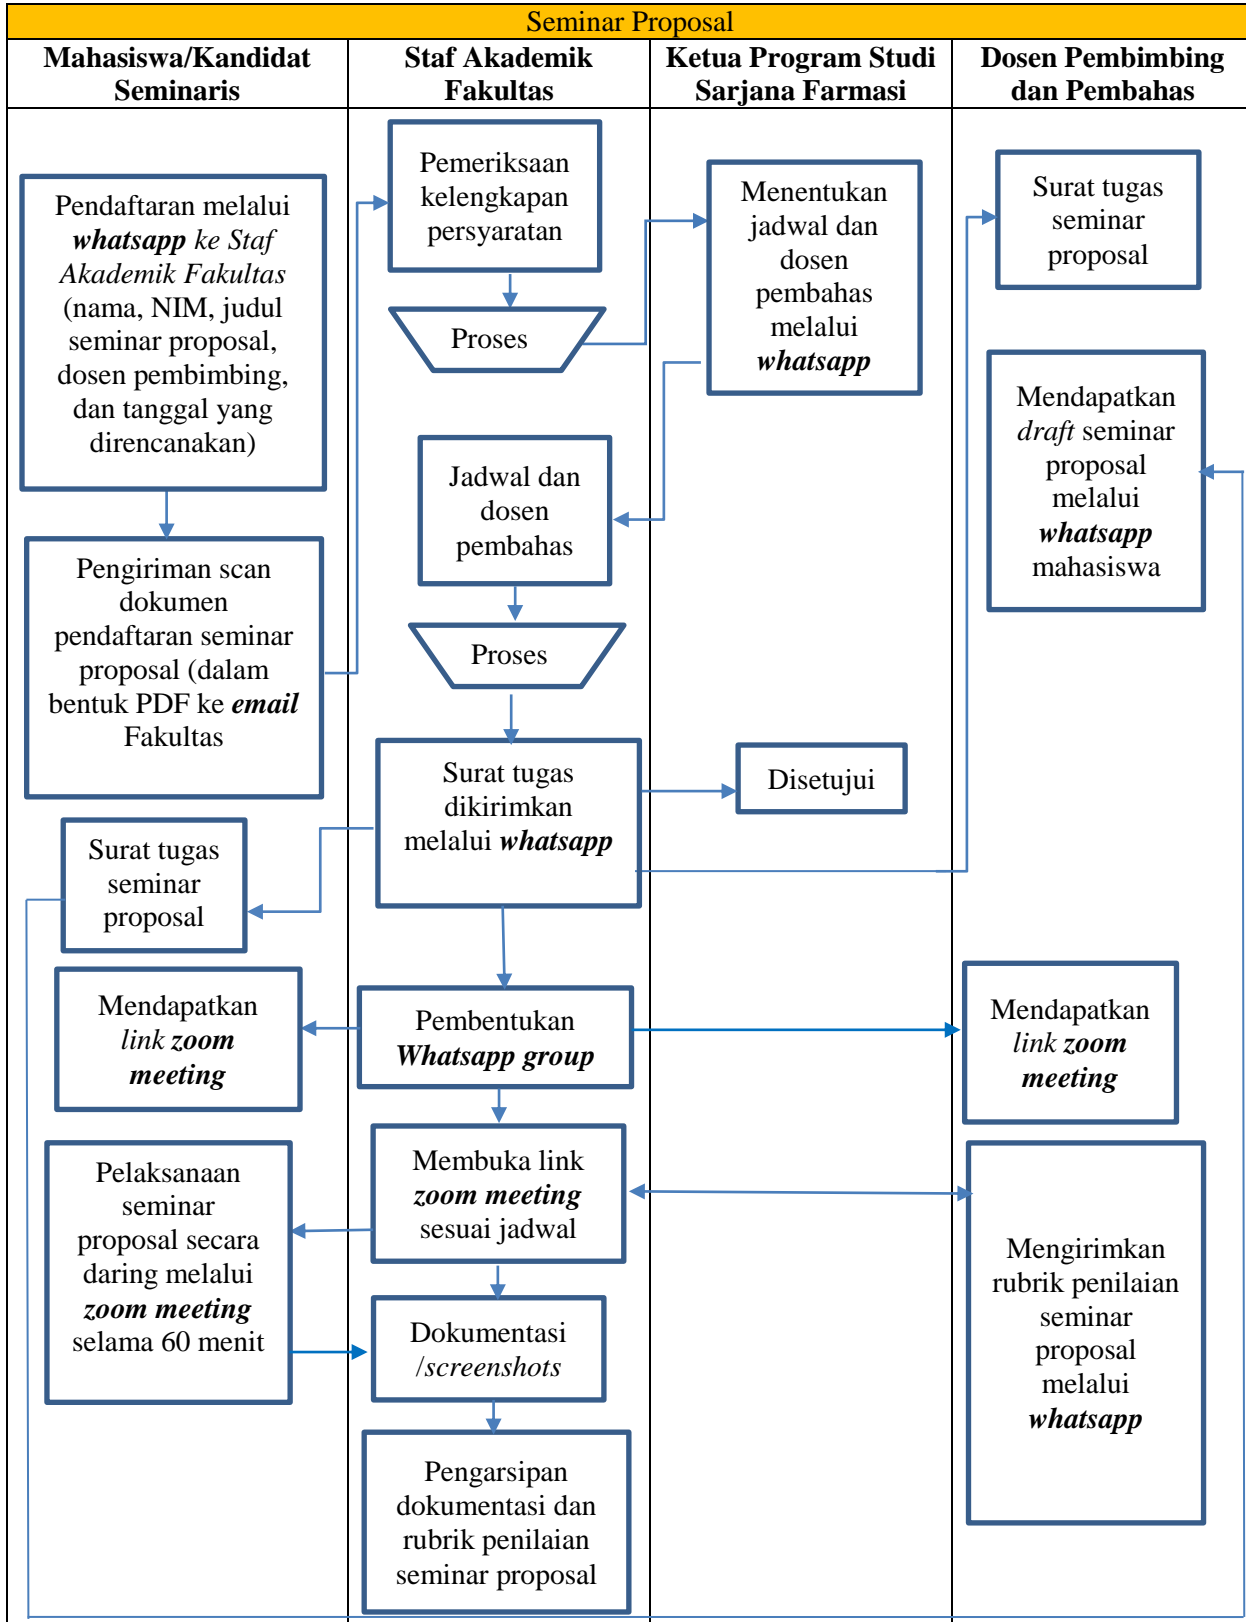 Seminar Proposal
Mahasiswa/Kandidat
Seminaris
Staf Akademik
Fakultas
Ketua Program Studi
Sarjana Farmasi
Dosen Pembimbing
dan Pembahas
Pendaftaran melalui
whatsapp ke Staf
Akademik Fakultas
(nama, NIM, judul
seminar proposal,
dosen pembimbing,
dan tanggal yang
direncanakan)
Pengiriman scan
dokumen
pendaftaran seminar
proposal (dalam
bentuk PDF ke email
Fakultas
Pemeriksaan
kelengkapan
persyaratan
Proses
Menentukan
jadwal dan
dosen
pembahas
melalui
whatsapp
Jadwal dan
dosen
pembahas
Proses
Surat tugas
dikirimkan
melalui whatsapp
Disetujui
Surat tugas
seminar
proposal
Surat tugas
seminar
proposal
Mendapatkan
draft seminar
proposal
melalui
whatsapp
mahasiswa
Pembentukan
Whatsapp group
Mendapatkan
link zoom
meeting
Mendapatkan
link zoom
meeting
Membuka link
zoom meeting
sesuai jadwal
Pelaksanaan
seminar
proposal secara
daring melalui
zoom meeting
selama 60 menit
Mengirimkan
rubrik penilaian
seminar
proposal
melalui
whatsapp
Dokumentasi
/screenshots
Pengarsipan
dokumentasi dan
rubrik penilaian
seminar proposal